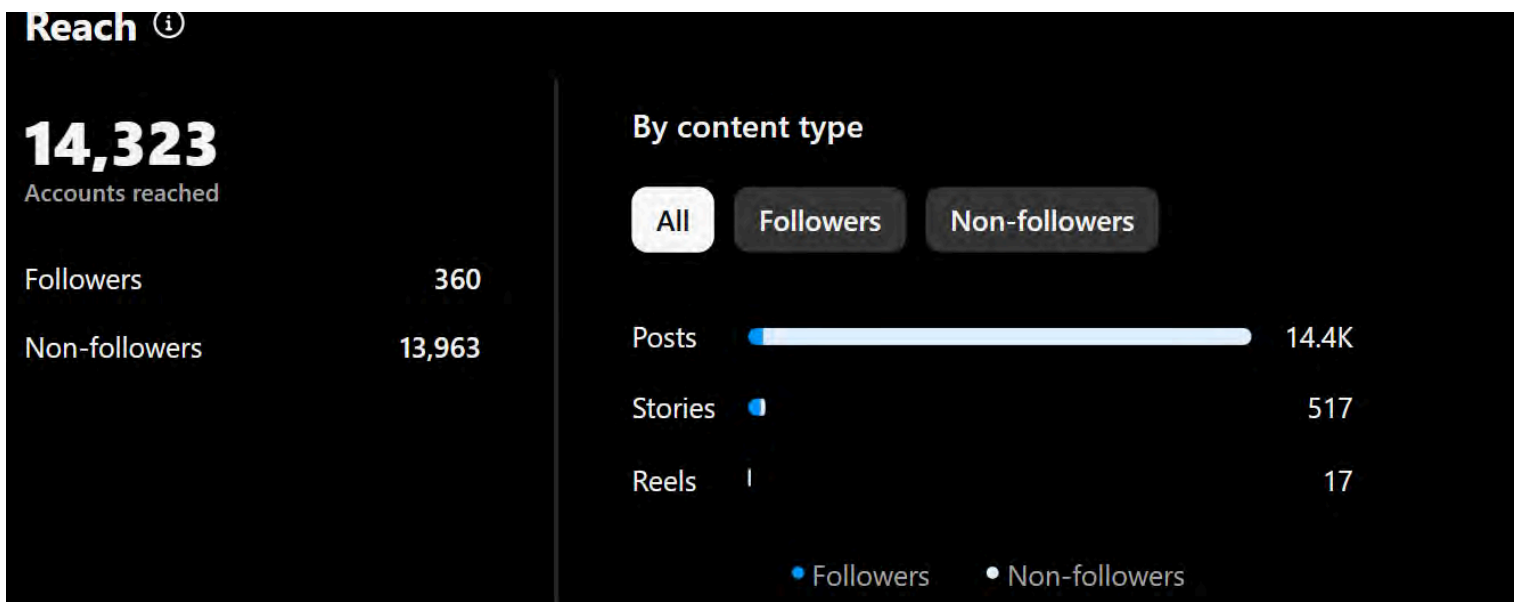 Reach
14,323
Accounts reached
Followers 360
Non-followers 13,963
By content type
All Followers Non-followers
Posts 14.4K
Stories 517
Reels 17
Followers Non-followers